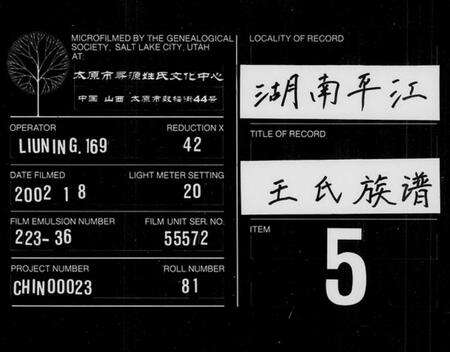 MICROFILMED BY THE GENEALOGICAL
SOCIETY, SALT LAKE CITY, UTAH
AT:
太原市寻源姓氏文化中心
中国 山西 太原市鼓楼街44号
OPERATOR
LIUNING.169
REDUCTION X
42
DATE FILMED
2002 1 8
LIGHT METER SETTING
20
FILM EMULSION NUMBER
223-36
FILM UNIT SER. NO.
55572
PROJECT NUMBER
CHIN00023
ROLL NUMBER
81
LOCALITY OF RECORD
湖南平江
TITLE OF RECORD
王氏族谱
ITEM
5